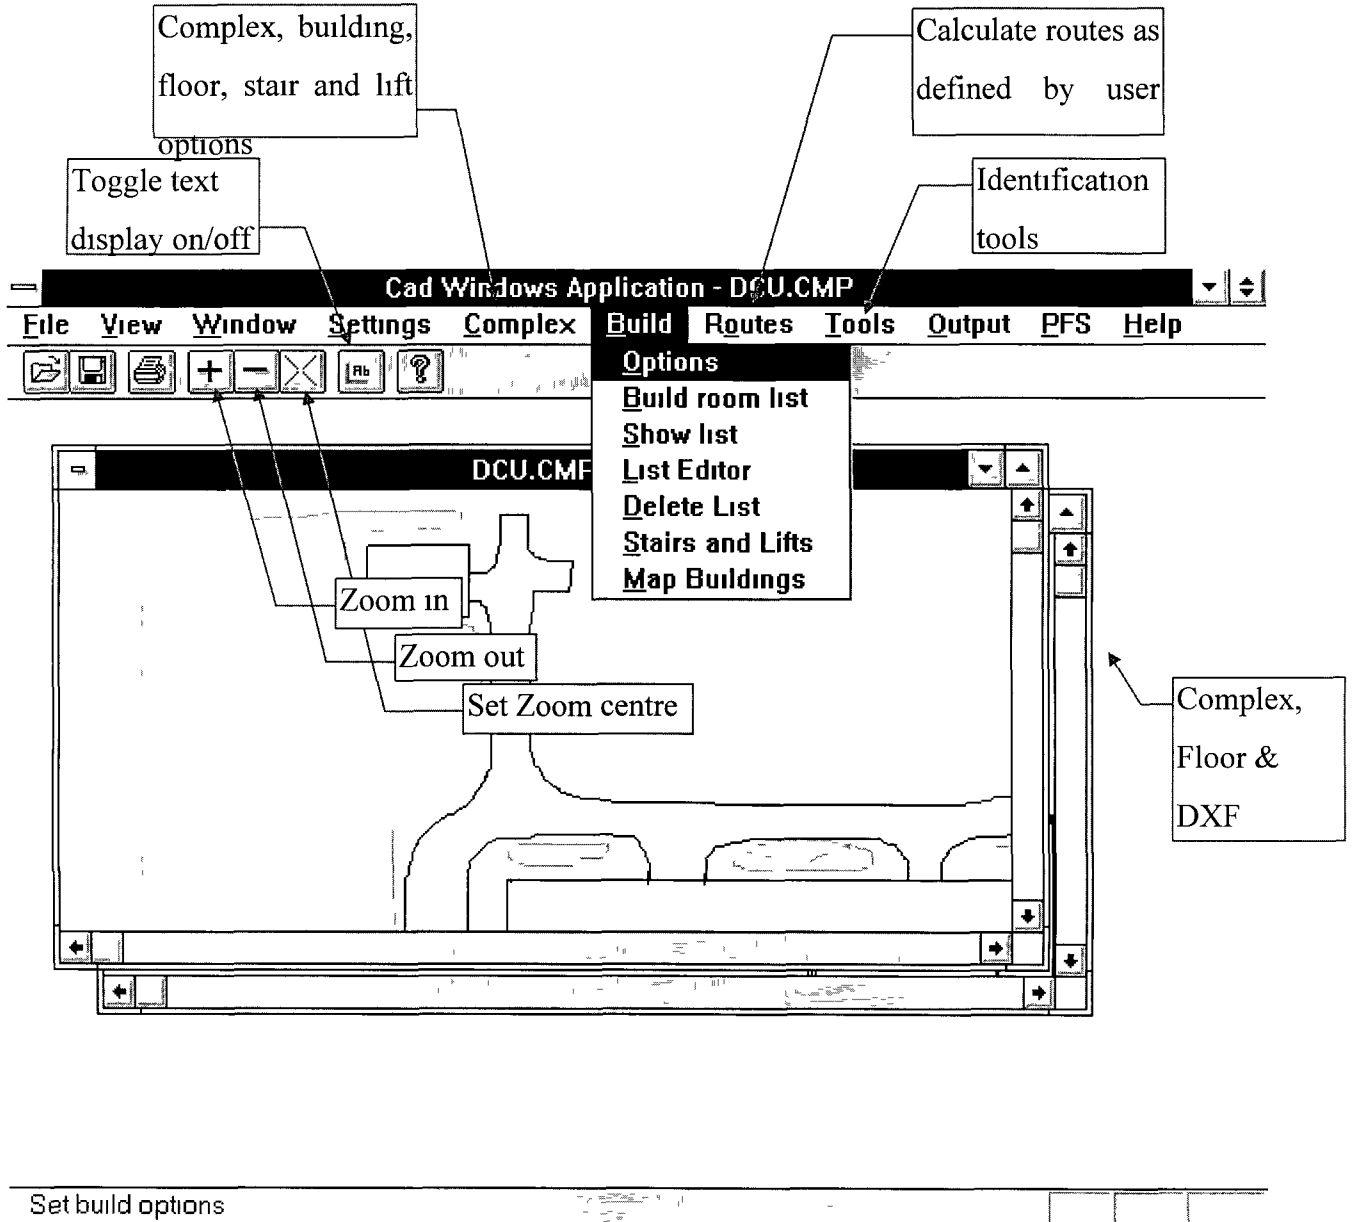 Complex, building,
floor, stair and lift
options
Calculate routes as
defined by user
Toggle text
display on/off
Identification
tools
Cad Windows Application - DCU.CMP
File View Window Settings Complex Build Routes Tools Output PFS Help
Ab ?
Options
Build room list
Show list
List Editor
Delete List
Stairs and Lifts
Map Buildings
DCU.CMP
Zoom in
Zoom out
Set Zoom centre
Complex,
Floor &
DXF
Set build options